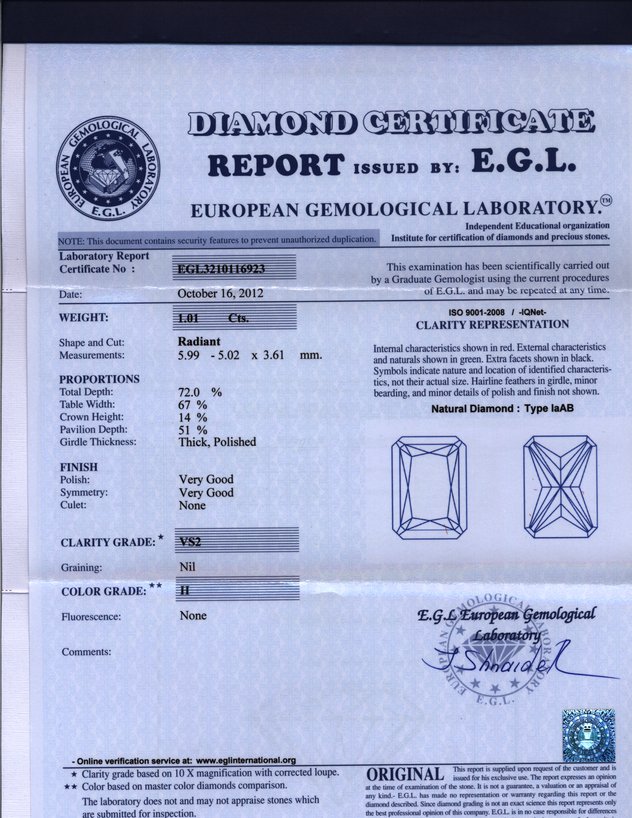 DIAMOND CERTIFICATE
REPORT ISSUED BY: E.G.L.
EUROPEAN GEMOLOGICAL LABORATORY.™
EUROPEAN GEMOLOGICAL LABORATORY
E.G.L.
Independent Educational organization
Institute for certification of diamonds and precious stones.
NOTE: This document contains security features to prevent unauthorized duplication.
Laboratory Report
Certificate No : EGL3210116923
Date: October 16, 2012
WEIGHT: 1.01 Cts.
Shape and Cut: Radiant
Measurements: 5.99 - 5.02 x 3.61 mm.
PROPORTIONS
Total Depth: 72.0 %
Table Width: 67 %
Crown Height: 14 %
Pavilion Depth: 51 %
Girdle Thickness: Thick, Polished
FINISH
Polish: Very Good
Symmetry: Very Good
Culet: None
CLARITY GRADE: ★ VS2
Graining: Nil
COLOR GRADE: ★★ H
Fluorescence: None
Comments:
This examination has been scientifically carried out
by a Graduate Gemologist using the current procedures
of E.G.L. and may be repeated at any time.
ISO 9001-2008 / -IQNet-
CLARITY REPRESENTATION
Internal characteristics shown in red. External characteristics
and naturals shown in green. Extra facets shown in black.
Symbols indicate nature and location of identified characteris-
tics, not their actual size. Hairline feathers in girdle, minor
bearding, and minor details of polish and finish not shown.
Natural Diamond : Type IaAB
E.G.L European Gemological
Laboratory
EUROPEAN GEMOLOGICAL LABORATORY
E.G.L.
- Online verification service at: www.eglinternational.org
★ Clarity grade based on 10 X magnification with corrected loupe.
★★ Color based on master color diamonds comparison.
The laboratory does not and may not appraise stones which
are submitted for inspection.
ORIGINAL This report is supplied upon request of the customer and is
issued for his exclusive use. The report expresses an opinion
at the time of examination of the stone. It is not a guarantee, a valuation or an appraisal of
any kind.- E.G.L. has made no representation or warranty regarding this report or the
diamond described. Since diamond grading is not an exact science this report represents only
the best professional opinion of this company. E.G.L. is in no case responsible for differences